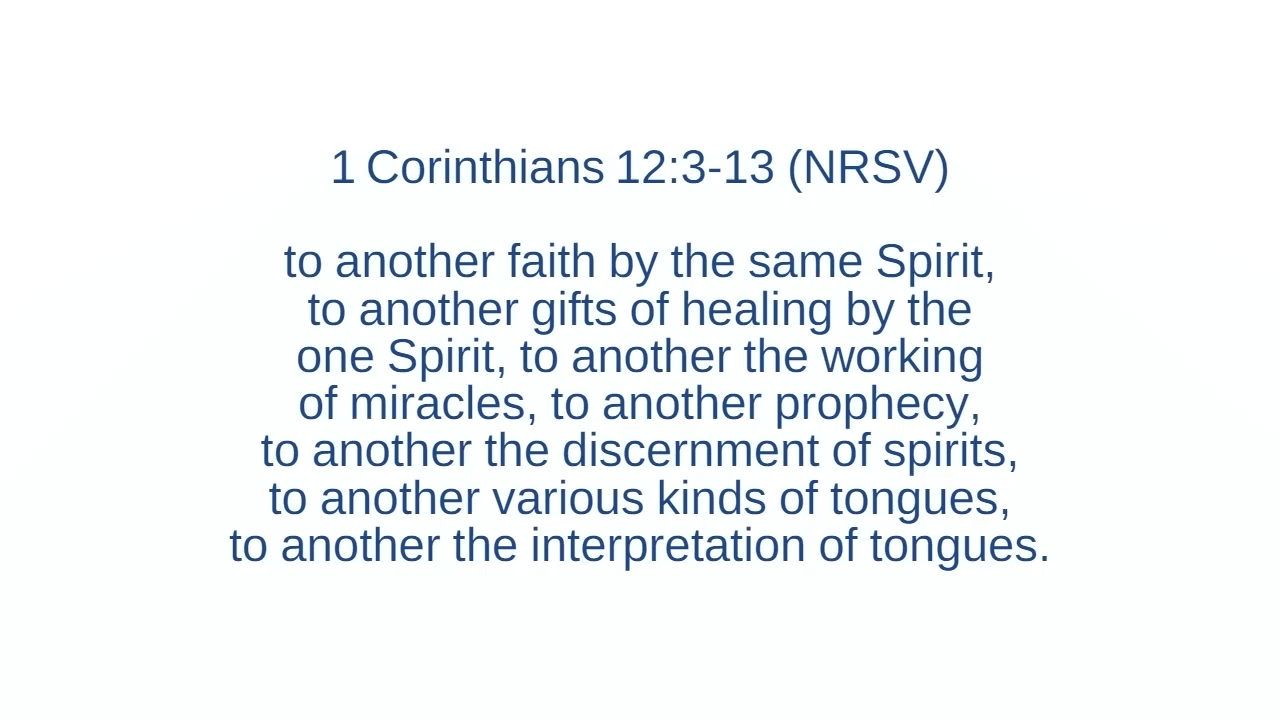 1 Corinthians 12:3-13 (NRSV)
to another faith by the same Spirit,
to another gifts of healing by the
one Spirit, to another the working
of miracles, to another prophecy,
to another the discernment of spirits,
to another various kinds of tongues,
to another the interpretation of tongues.